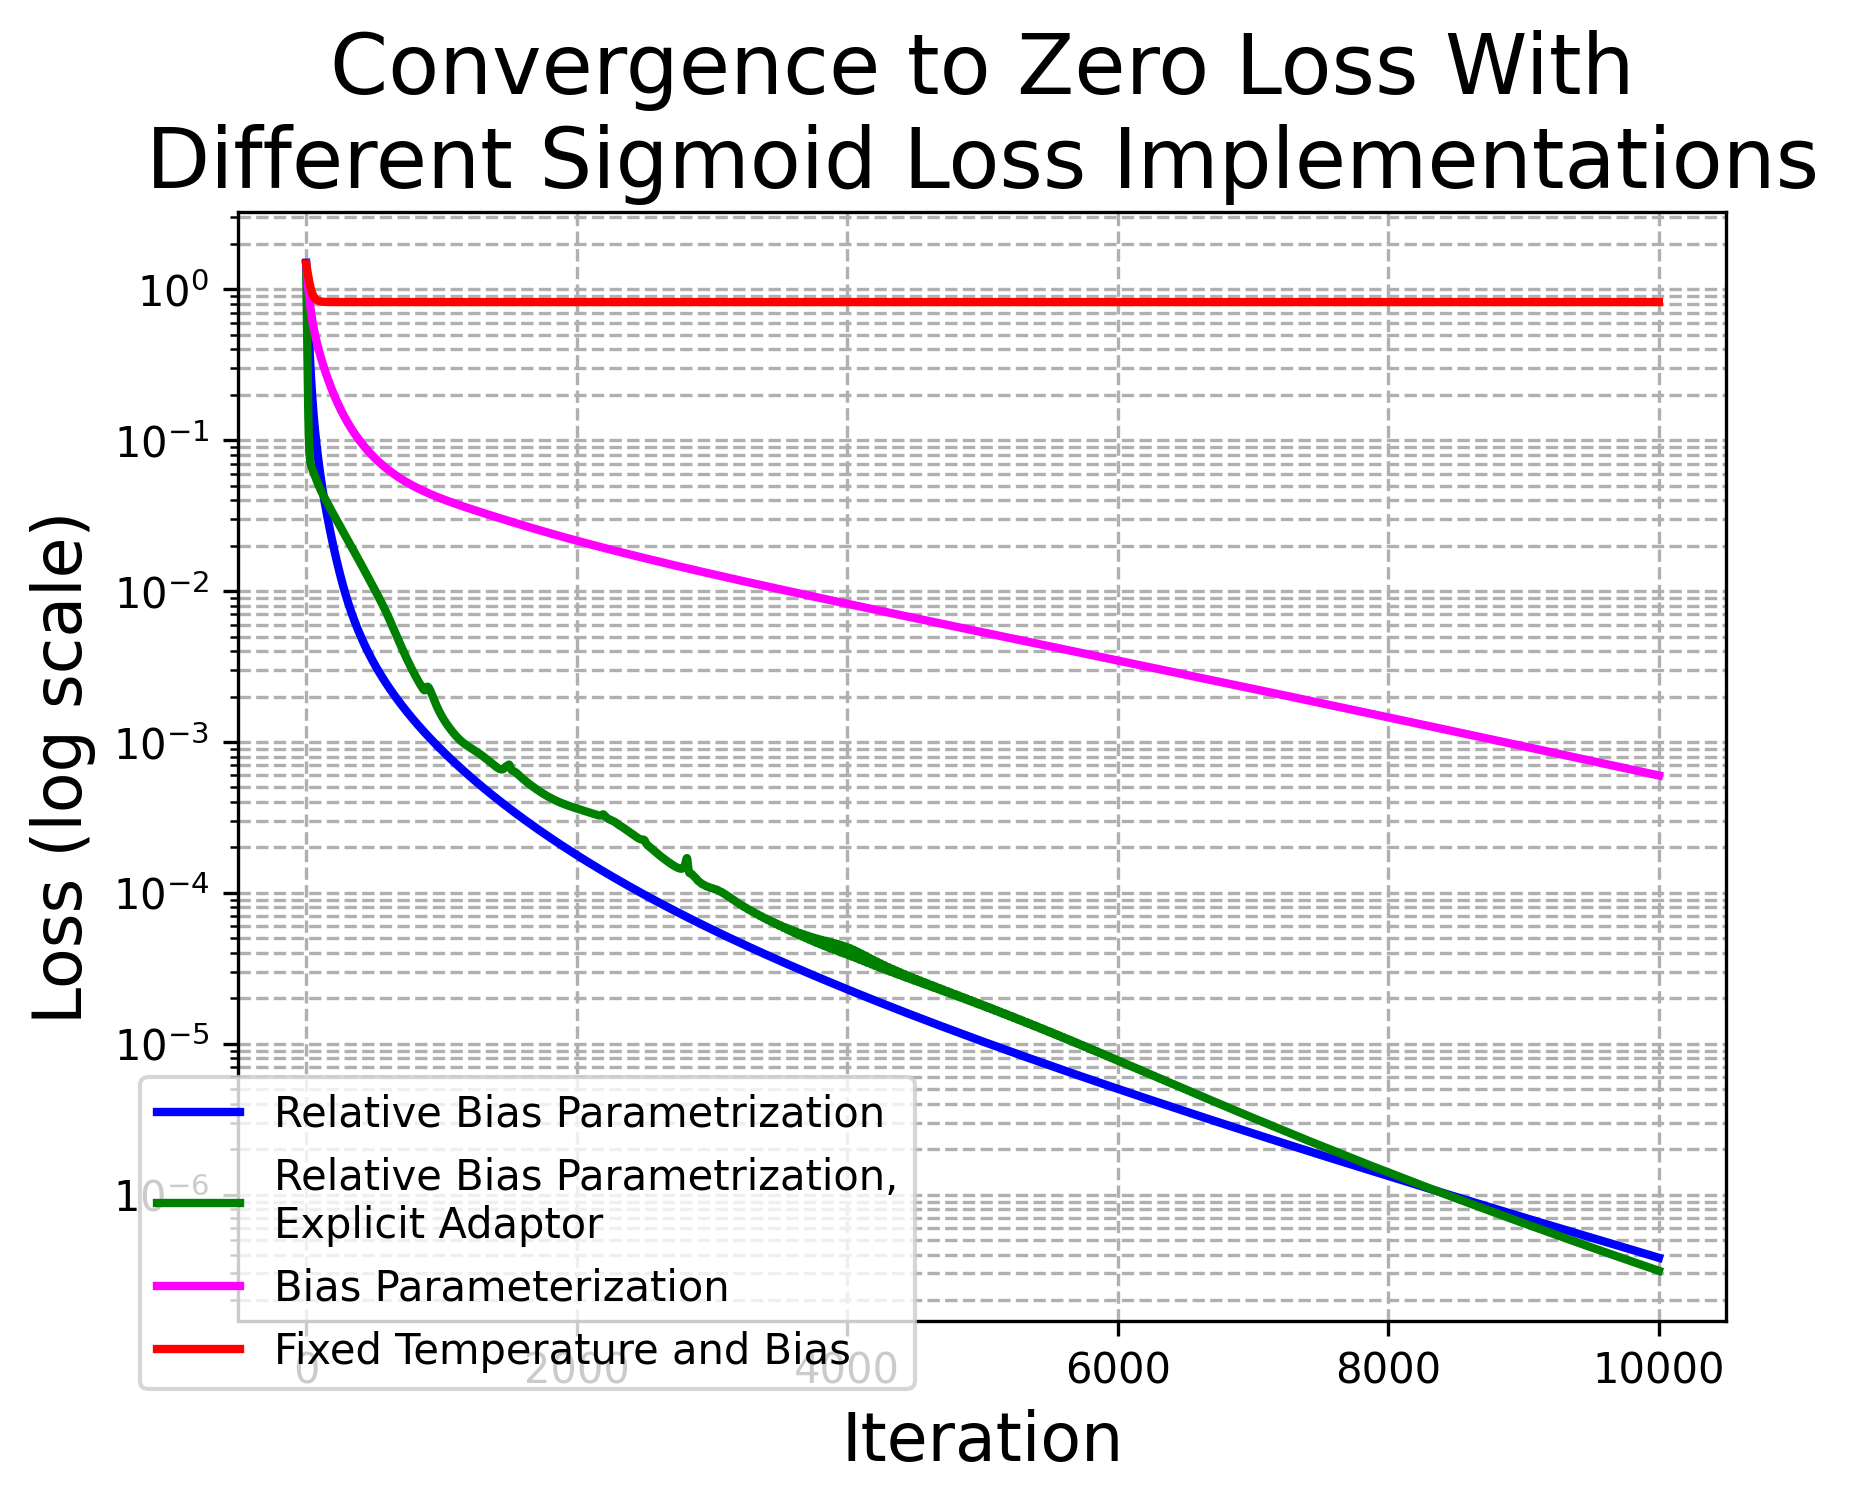 Convergence to Zero Loss With
Different Sigmoid Loss Implementations
Loss (log scale)
10⁰
10⁻¹
10⁻²
10⁻³
10⁻⁴
10⁻⁵
10⁻⁶
Relative Bias Parametrization
Relative Bias Parametrization,
Explicit Adaptor
Bias Parameterization
Fixed Temperature and Bias
0 2000 4000 6000 8000 10000
Iteration